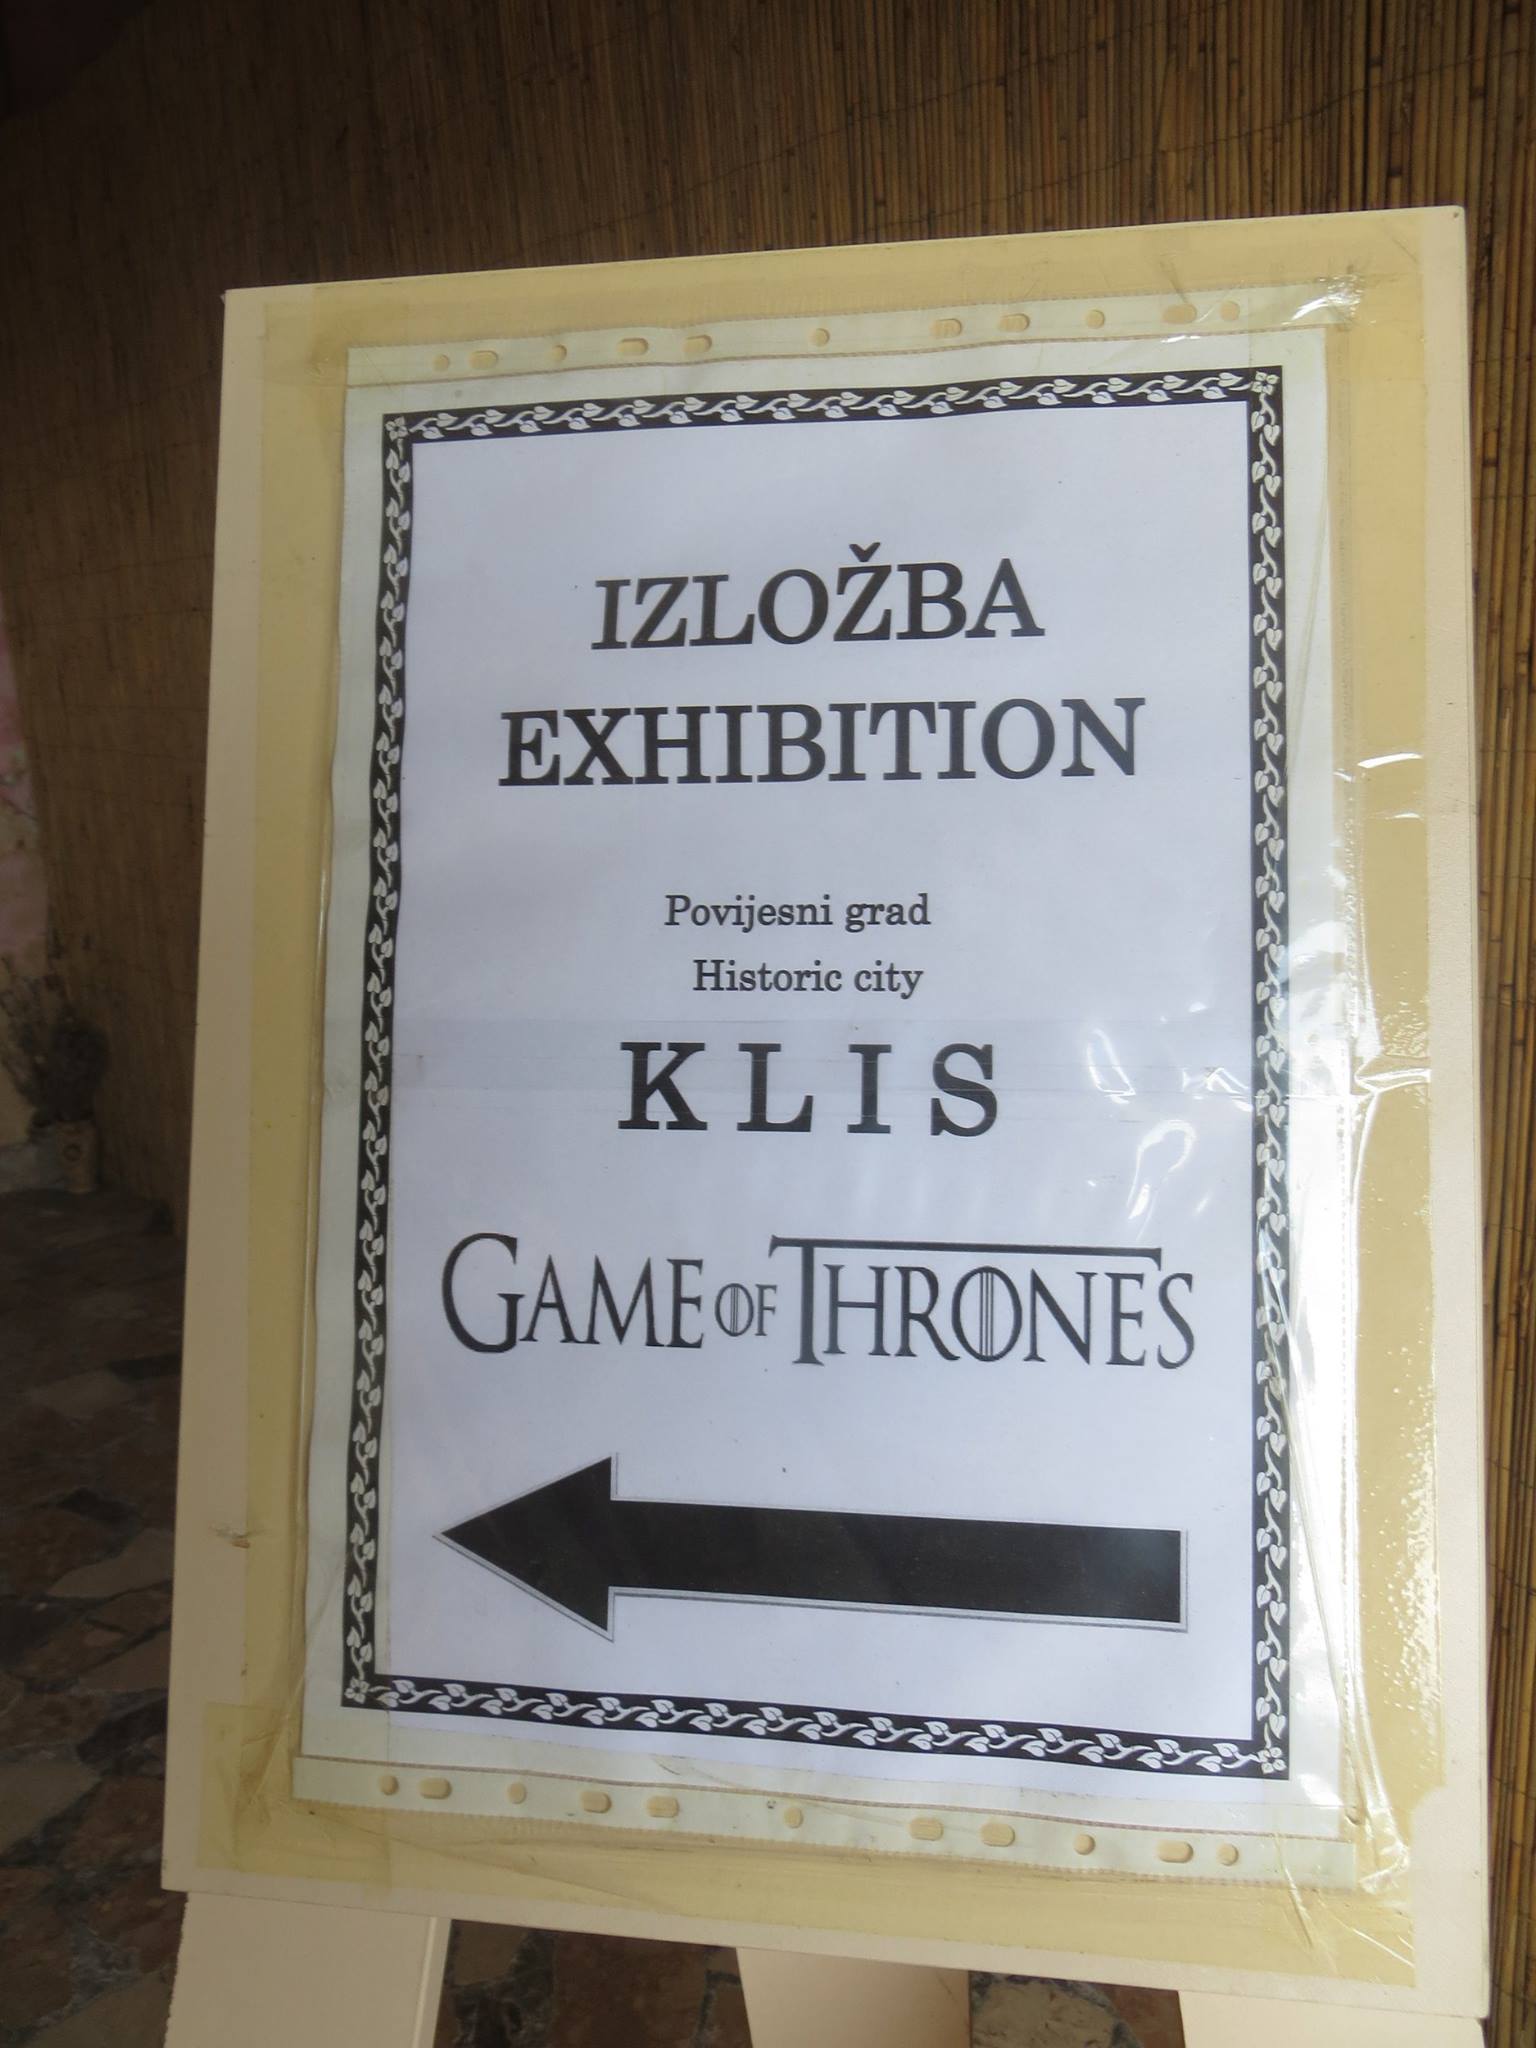 IZLOŽBA
EXHIBITION
Povijesni grad
Historic city
KLIS
GAME OF THRONES